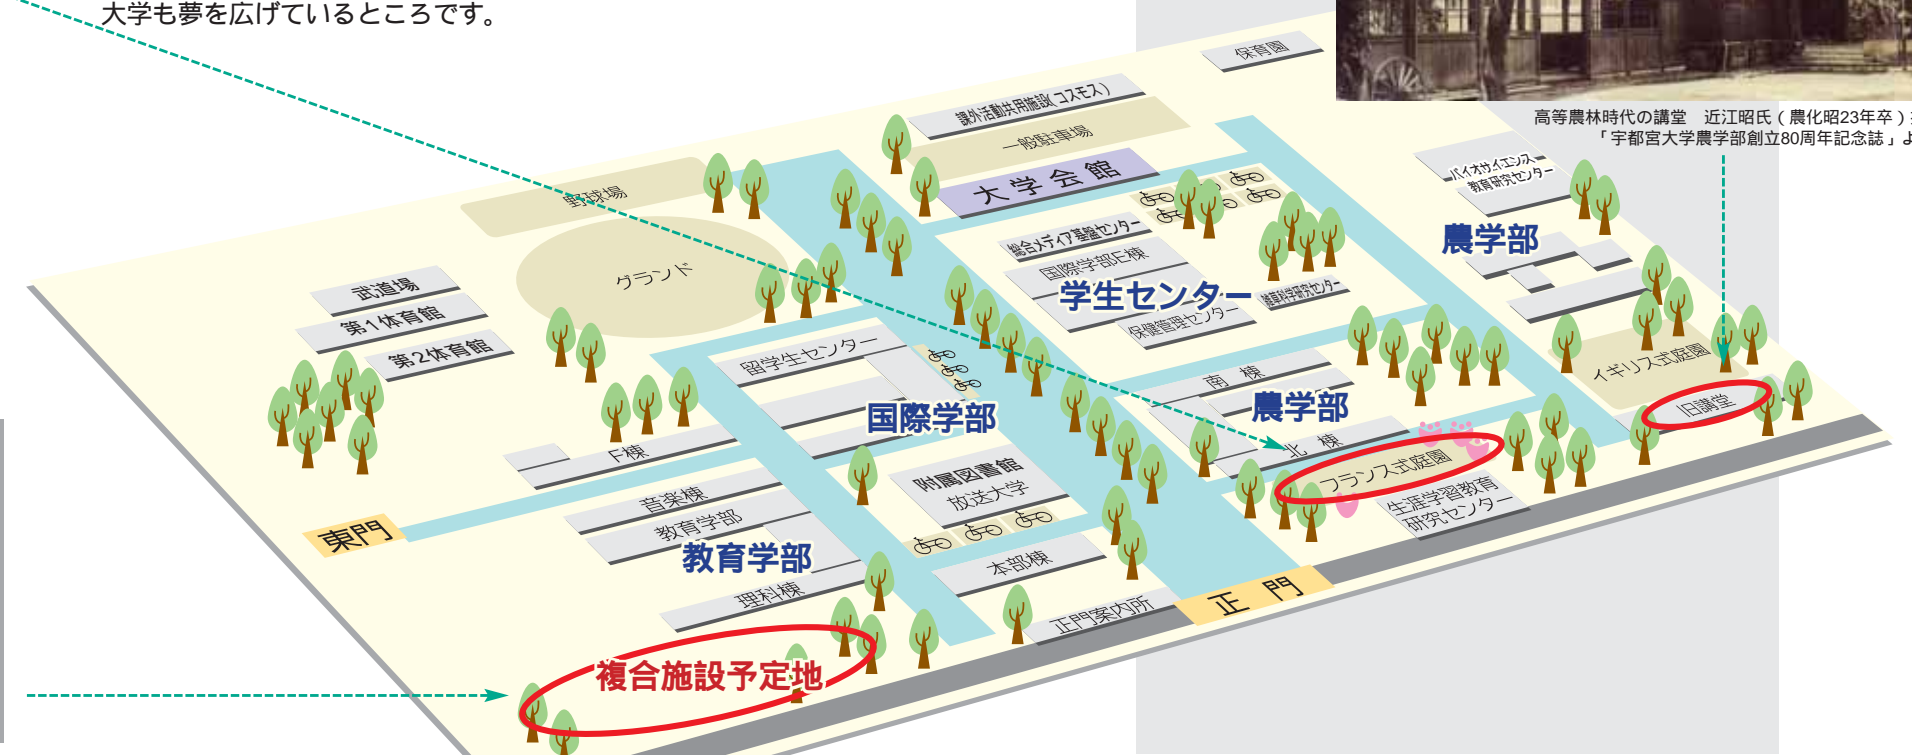 大学も夢を広げているところです。
高等農林時代の講堂　近江昭氏(農化昭23年卒)
「宇都宮大学農学部創立80周年記念誌」よ
保育園
課外活動共用施設(コスモス)
一般駐車場
大学会館
野球場
グランド
武道場
第1体育館
第2体育館
バイオサイエンス
教育研究センター
農学部
総合メディア基盤センター
国際学部E棟
学生センター
雑草科学研究センター
保健管理センター
留学生センター
国際学部
南棟
農学部
北棟
イギリス式庭園
旧講堂
フランス式庭園
生涯学習教育
研究センター
F棟
附属図書館
放送大学
音楽棟
教育学部
教育学部
理科棟
東門
本部棟
正門案内所
正門
複合施設予定地